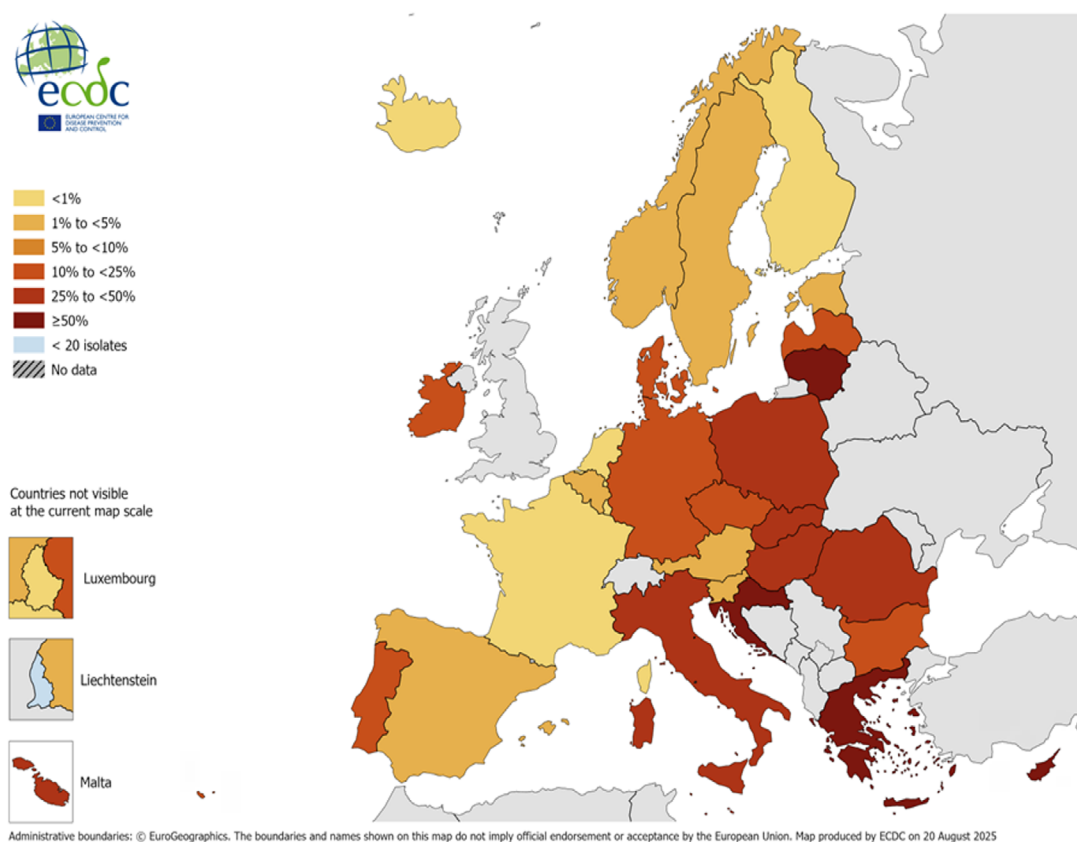 ecdc
EUROPEAN CENTRE FOR
DISEASE PREVENTION
AND CONTROL
<1%
1% to <5%
5% to <10%
10% to <25%
25% to <50%
≥50%
< 20 isolates
No data
Countries not visible
at the current map scale
Luxembourg
Liechtenstein
Malta
Administrative boundaries: © EuroGeographics. The boundaries and names shown on this map do not imply official endorsement or acceptance by the European Union. Map produced by ECDC on 20 August 2025